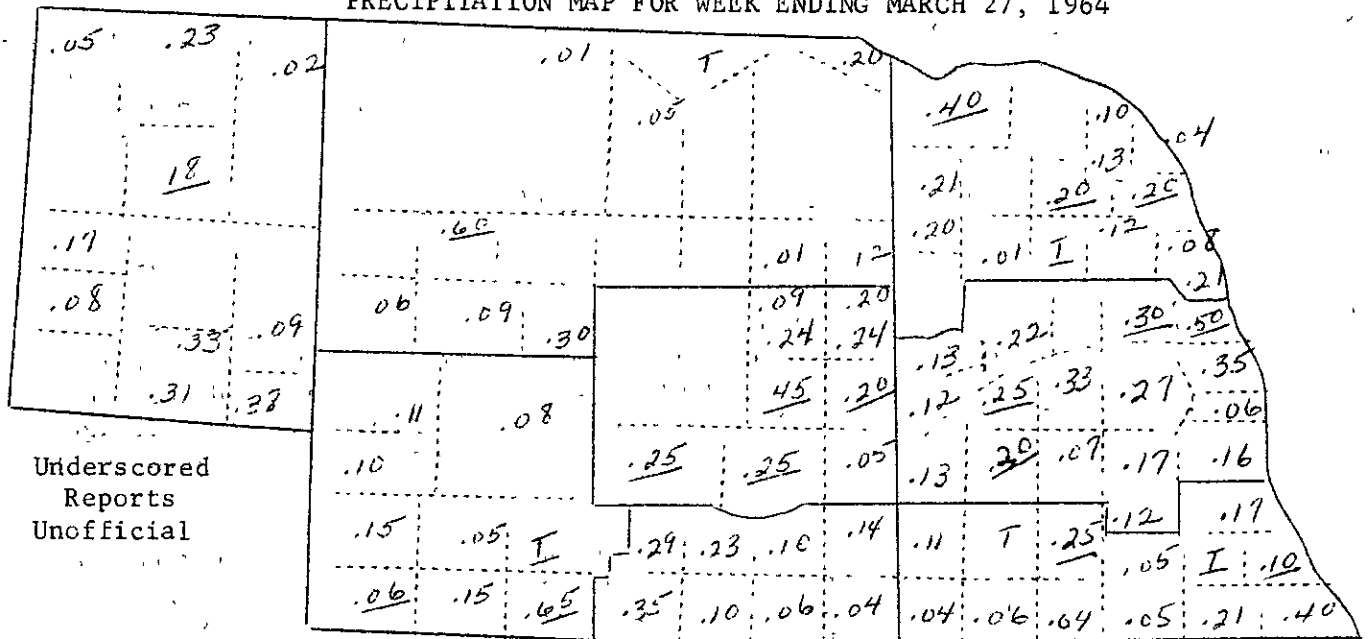 PRECIPITATION MAP FOR WEEK ENDING MARCH 27, 1964
.05 .23 .02 .01 T .20
.05 .40 .10 .04
.18 .21 .13
.20 .20
.17 .60 .20 .12
.01 12 .01 T .08
.08 06 .09 .09 .20 .21
.33 .09 .30 .24 .24 .13 .22 .30 .50
.31 .38 .11 .08 .45 .20 .12 .25 .33 .27 .35
.06
Underscored .10 .25 .25 .05 .13 .20 .07 .17 .16
Reports
Unofficial .15 .05 T .29 .23 .10 .14 .11 T .25 .12 .17
.05 T .10
.06 .15 .65 .35 .10 .06 .04 .04 .06 .04 .05 .21 .40